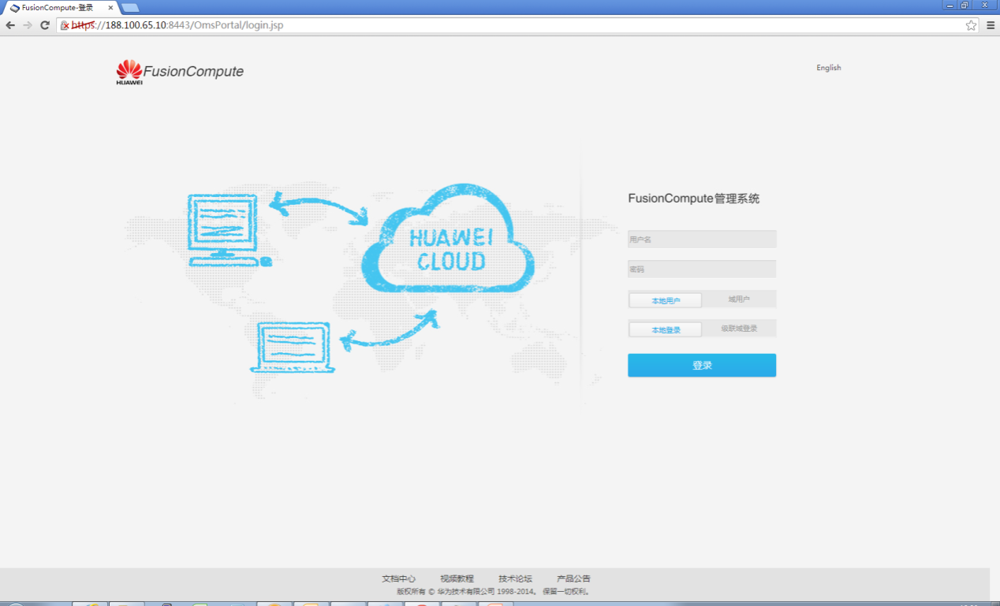 FusionCompute-登录
https://188.100.65.10:8443/OmsPortal/login.jsp
HUAWEI
FusionCompute
English
HUAWEI
CLOUD
FusionCompute管理系统
用户名
密码
本地用户 域用户
本地登录 级联域登录
登录
文档中心 视频教程 技术论坛 产品公告
版权所有 © 华为技术有限公司 1998-2014。 保留一切权利。